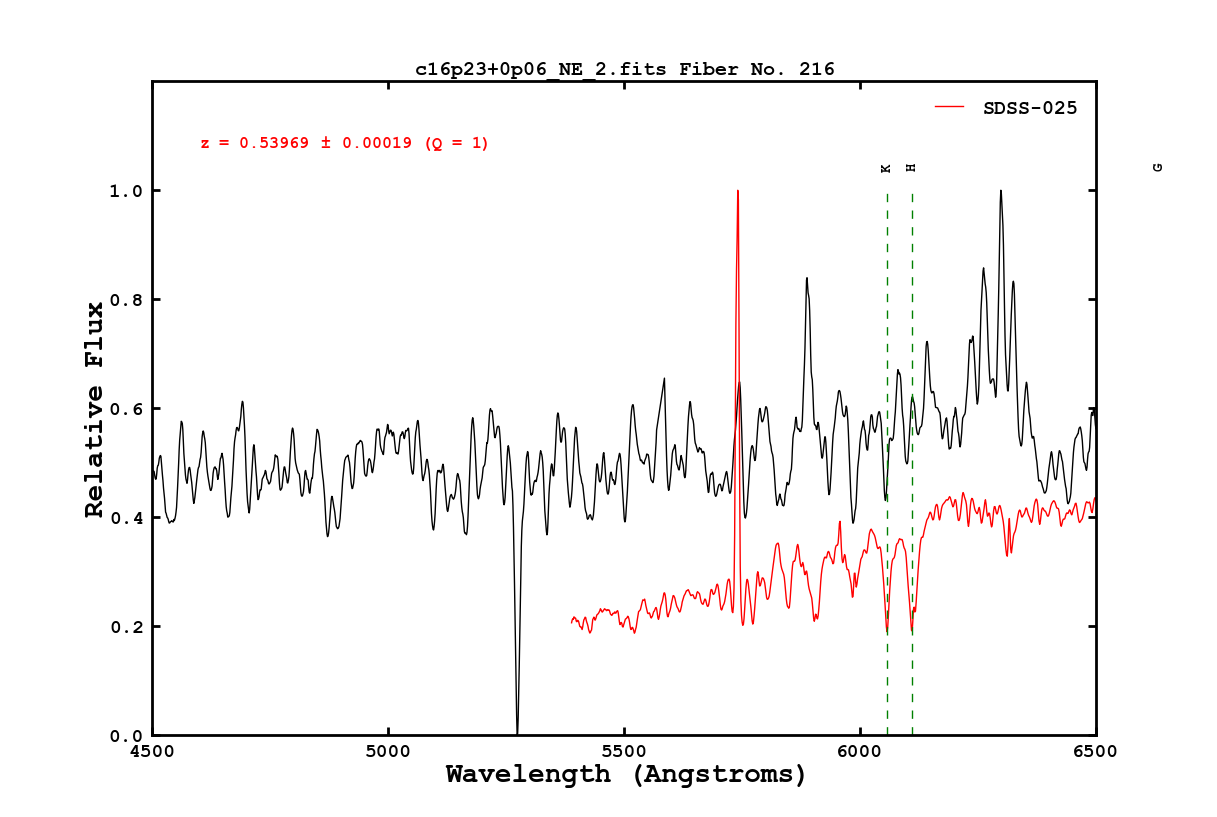 c16p23+0p06_NE_2.fits Fiber No. 216
SDSS-025
z = 0.53969 ± 0.00019 (Q = 1)
K H G
1.0
0.8
0.6
0.4
0.2
0.0
Relative Flux
4500 5000 5500 6000 6500
Wavelength (Angstroms)